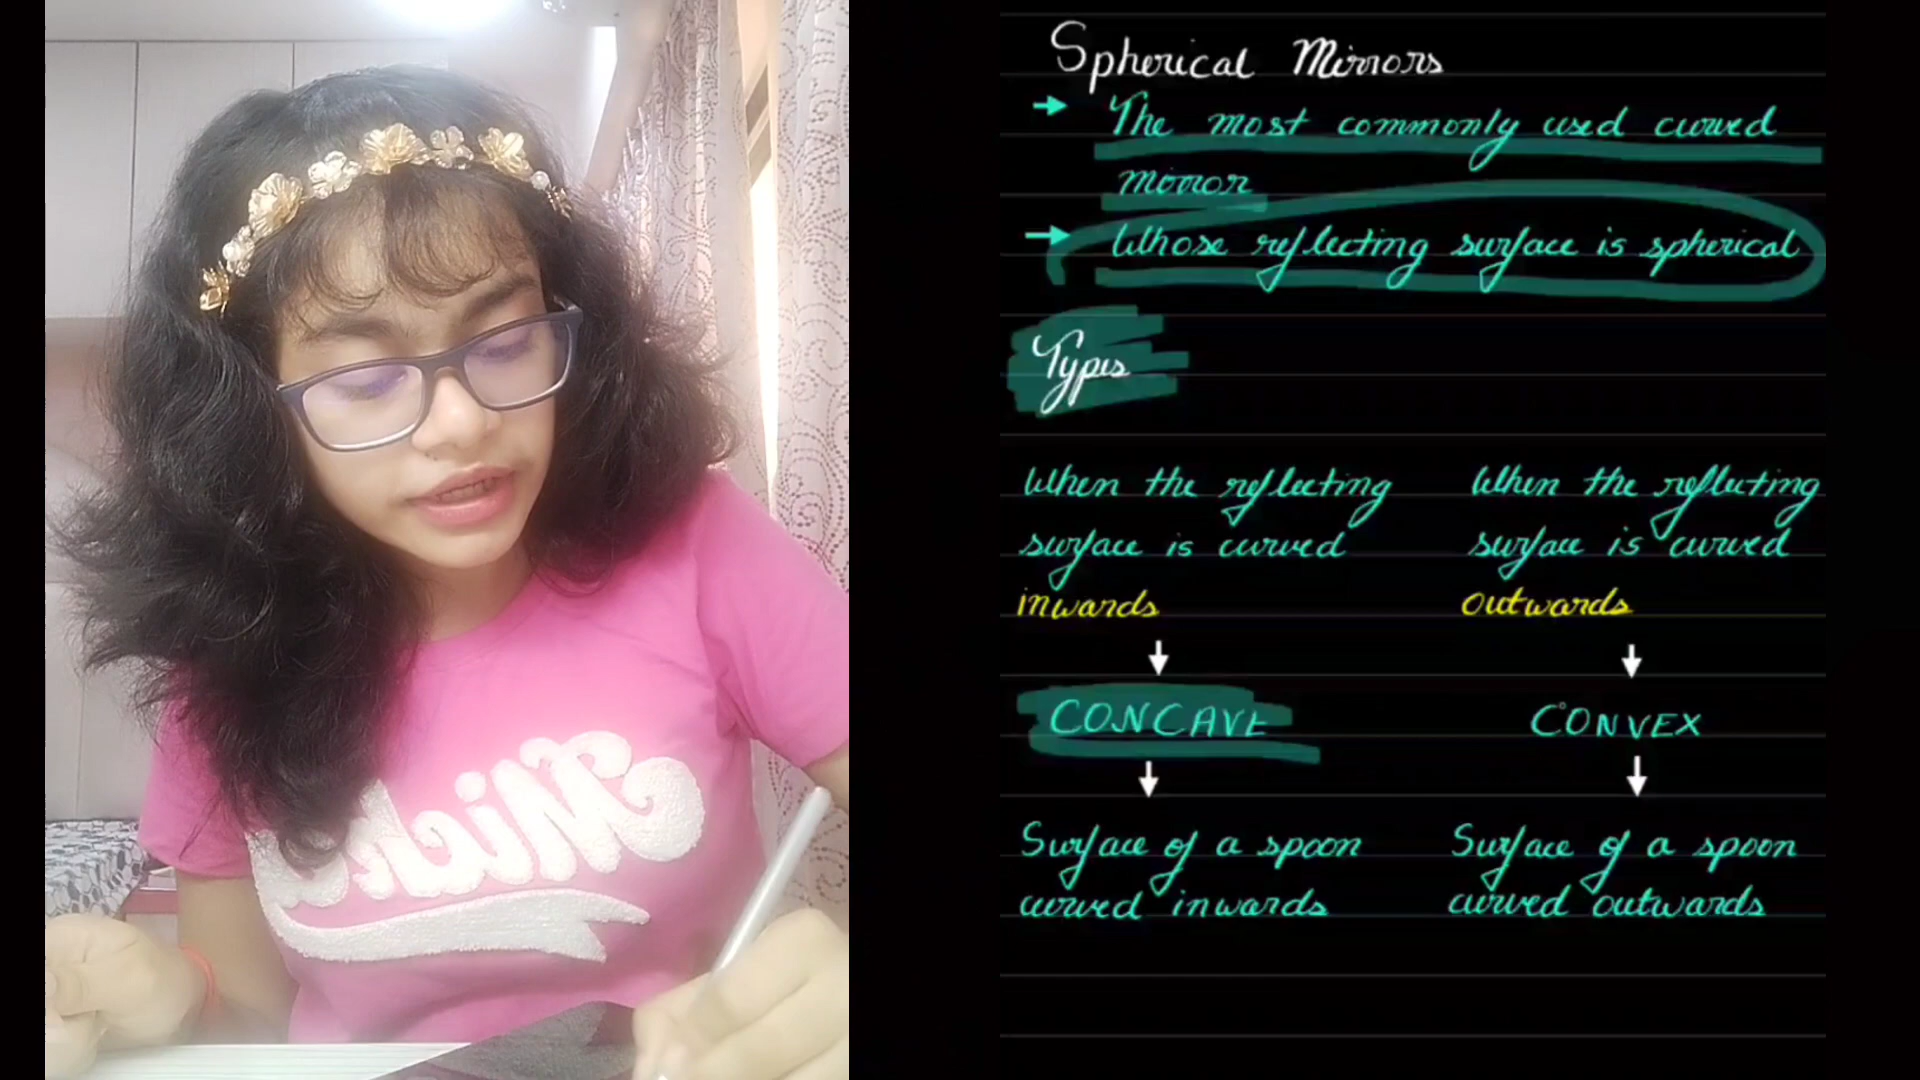 Spherical Mirrors
→ The most commonly used curved
mirror
→ Whose reflecting surface is spherical
Types
When the reflecting
surface is curved
inwards
↓
CONCAVE
↓
Surface of a spoon
curved inwards
When the reflecting
surface is curved
outwards
↓
CONVEX
↓
Surface of a spoon
curved outwards